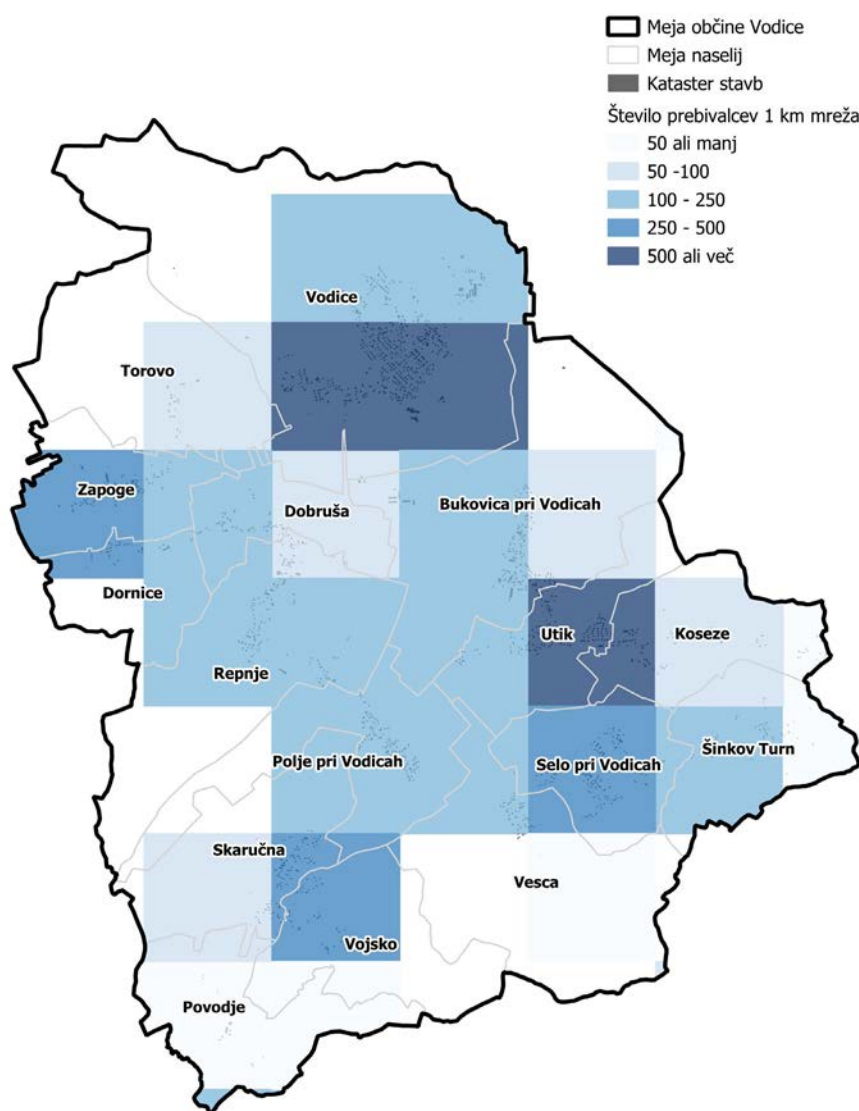 Meja občine Vodice
Meja naselij
Kataster stavb
Število prebivalcev 1 km mreža
50 ali manj
50 -100
100 - 250
250 - 500
500 ali več
Vodice
Torovo
Zapoge
Dobruša
Bukovica pri Vodicah
Dornice
Utik
Koseze
Repnje
Šinkov Turn
Polje pri Vodicah
Selo pri Vodicah
Skaručna
Vesca
Vojsko
Povodje